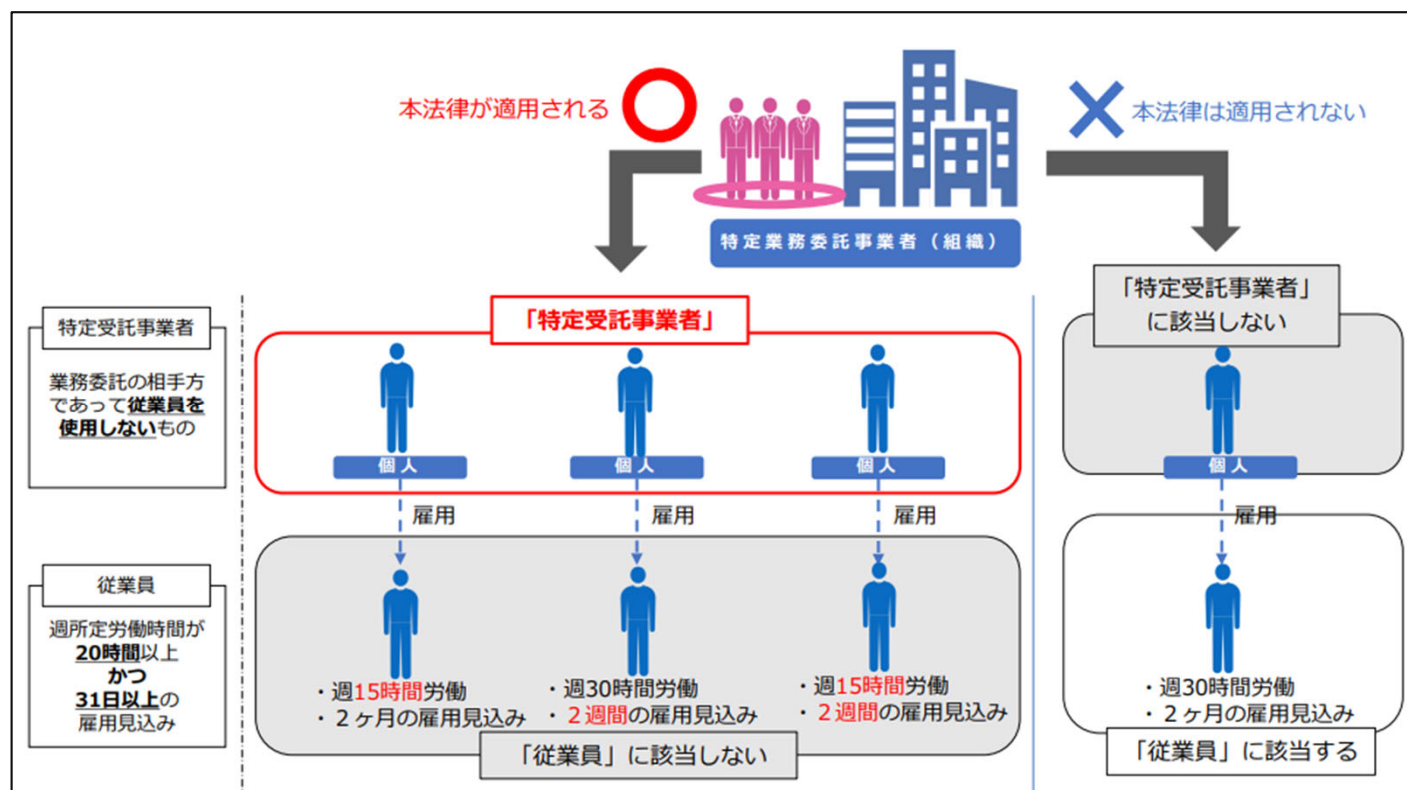 本法律が適用される
本法律は適用されない
特定業務委託事業者（組織）
特定受託事業者
業務委託の相手方
であって従業員を
使用しないもの
「特定受託事業者」
個人
個人
個人
「特定受託事業者」
に該当しない
個人
雇用
雇用
雇用
雇用
従業員
週所定労働時間が
20時間以上
かつ
31日以上の
雇用見込み
・週15時間労働
・２ヶ月の雇用見込み
・週30時間労働
・２週間の雇用見込み
・週15時間労働
・２週間の雇用見込み
「従業員」に該当しない
・週30時間労働
・２ヶ月の雇用見込み
「従業員」に該当する